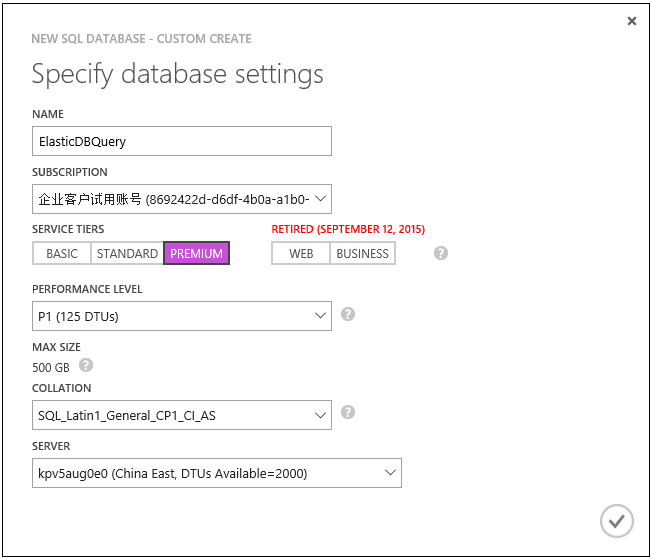 NEW SQL DATABASE - CUSTOM CREATE
Specify database settings
NAME
ElasticDBQuery
SUBSCRIPTION
企业客户试用账号 (8692422d-d6df-4b0a-a1b0-
SERVICE TIERS
BASIC STANDARD PREMIUM
RETIRED (SEPTEMBER 12, 2015)
WEB BUSINESS ?
PERFORMANCE LEVEL
P1 (125 DTUs) ?
MAX SIZE
500 GB ?
COLLATION
SQL_Latin1_General_CP1_CI_AS ?
SERVER
kpv5aug0e0 (China East, DTUs Available=2000)